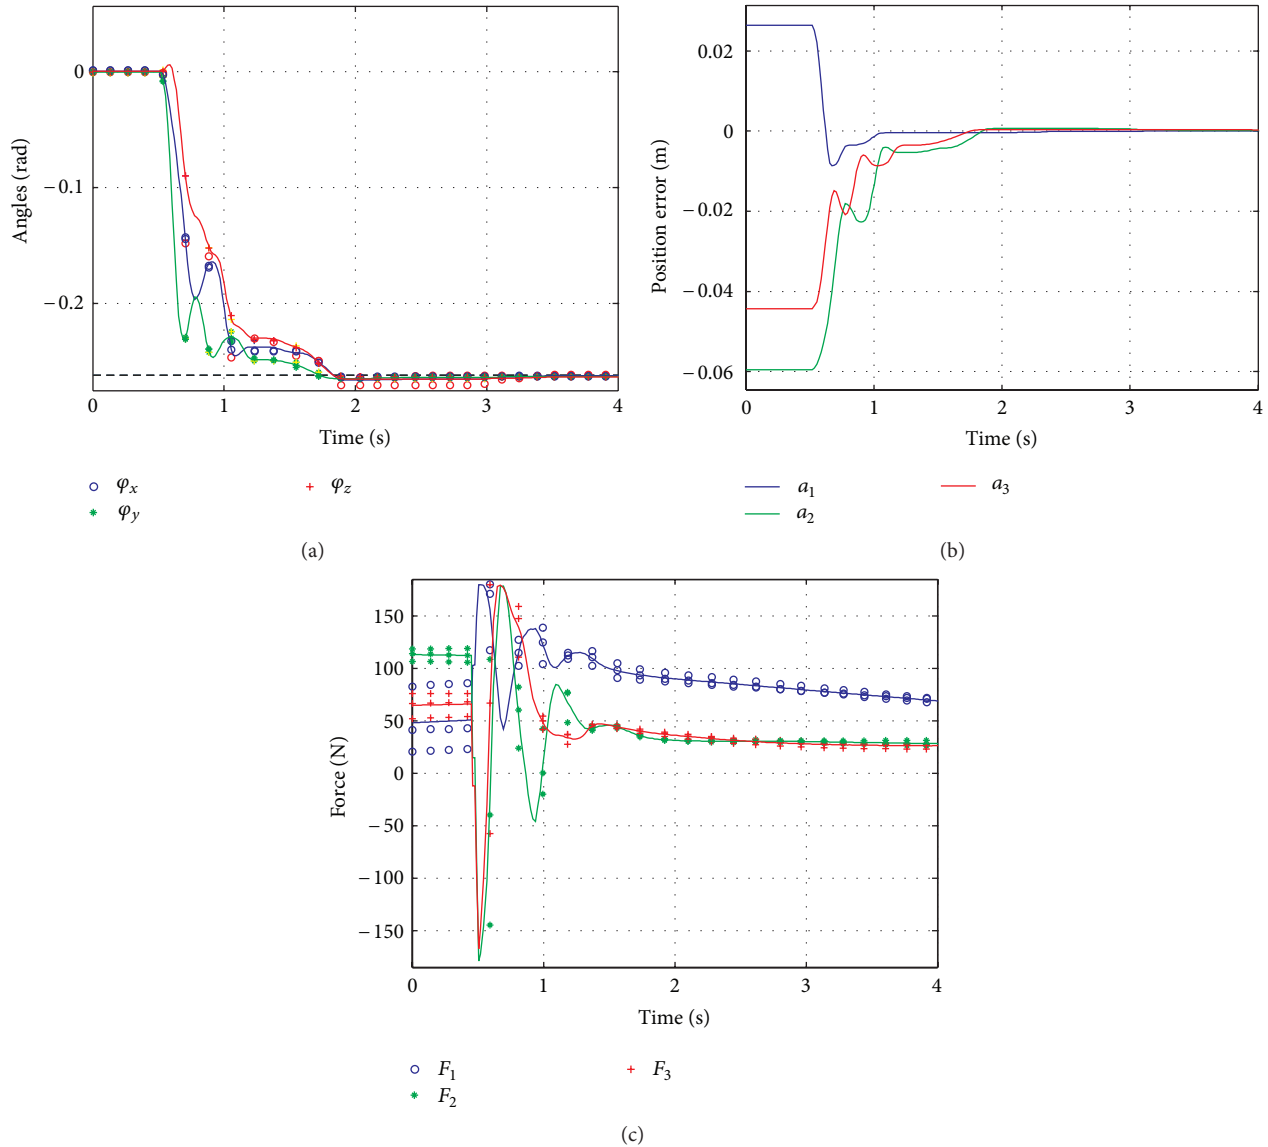 0
−0.1
−0.2
Angles (rad)
0 1 2 3 4
Time (s)
φx φz
φy
(a)
0.02
0
−0.02
−0.04
−0.06
Position error (m)
0 1 2 3 4
Time (s)
a1 a3
a2
(b)
150
100
50
0
−50
−100
−150
Force (N)
0 1 2 3 4
Time (s)
F1 F3
F2
(c)